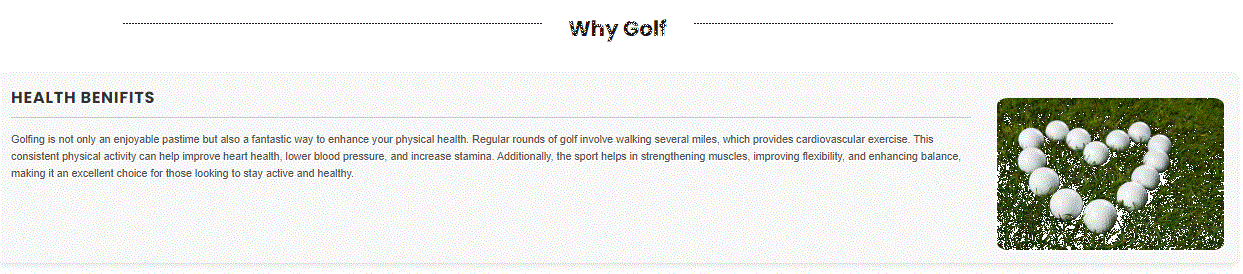 Why Golf
HEALTH BENIFITS
Golfing is not only an enjoyable pastime but also a fantastic way to enhance your physical health. Regular rounds of golf involve walking several miles, which provides cardiovascular exercise. This
consistent physical activity can help improve heart health, lower blood pressure, and increase stamina. Additionally, the sport helps in strengthening muscles, improving flexibility, and enhancing balance,
making it an excellent choice for those looking to stay active and healthy.